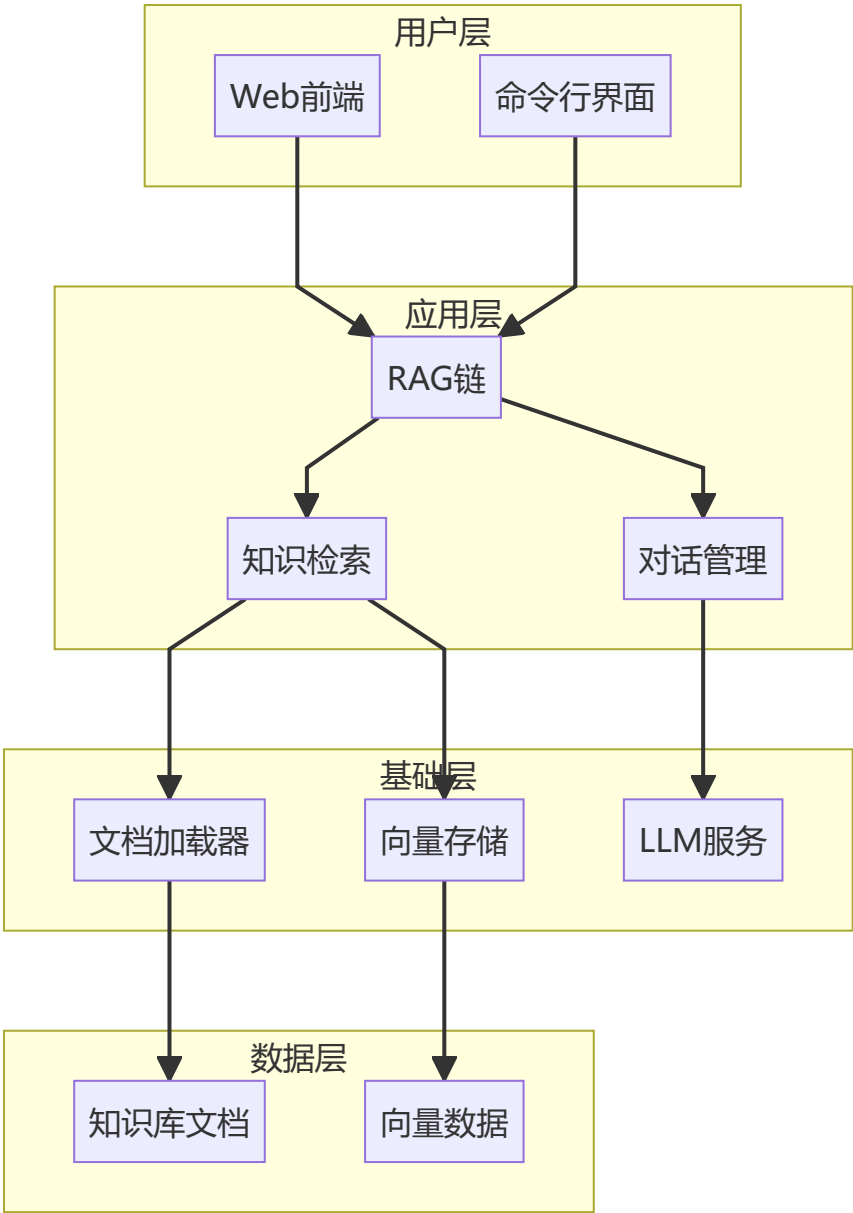 用户层
Web前端
命令行界面
应用层
RAG链
知识检索
对话管理
基础层
文档加载器
向量存储
LLM服务
数据层
知识库文档
向量数据